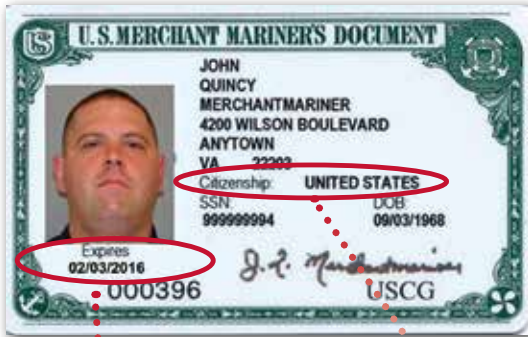 U.S. MERCHANT MARINER'S DOCUMENT
JOHN
QUINCY
MERCHANTMARINER
4200 WILSON BOULEVARD
ANYTOWN
VA 22203
Citizenship: UNITED STATES
SSN: DOB:
999999994 09/03/1968
Expires
02/03/2016
J. Q. Merchantmariner
000396 USCG